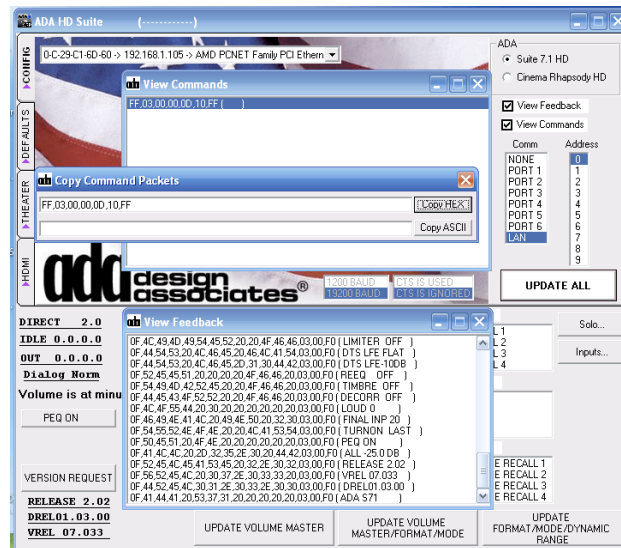 ADA HD Suite (------------)
CONFIG
DEFAULTS
THEATER
HDMI
0-C-29-C1-6D-60 -> 192.168.1.105 -> AMD PCNET Family PCI Ethern
ADA
Suite 7.1 HD
Cinema Rhapsody HD
View Feedback
View Commands
Comm Address
NONE 0
PORT 1 1
PORT 2 2
PORT 3 3
PORT 4 4
PORT 5 5
PORT 6 6
LAN 7
8
9
UPDATE ALL
View Commands
FF,03,00,00,0D,10,FF ( )
Copy Command Packets
FF,03,00,00,0D,10,FF
Copy HEX
Copy ASCII
ada design associates®
1200 BAUD CTS IS USED
19200 BAUD CTS IS IGNORED
DIRECT 2.0
IDLE 0.0.0.0
OUT 0.0.0.0
Dialog Norm
Volume is at minu
PEQ ON
VERSION REQUEST
RELEASE 2.02
DREL01.03.00
VREL 07.033
View Feedback
0F,4C,49,4D,49,54,45,52,20,20,4F,46,46,03,00,F0 ( LIMITER OFF )
0F,44,54,53,20,4C,46,45,20,46,4C,41,54,03,00,F0 ( DTS LFE FLAT )
0F,44,54,53,20,4C,46,45,2D,31,30,44,42,03,00,F0 ( DTS LFE-10DB )
0F,52,45,45,51,20,20,20,20,4F,46,46,20,03,00,F0 ( REEQ OFF )
0F,54,49,4D,42,52,45,20,20,4F,46,46,20,03,00,F0 ( TIMBRE OFF )
0F,44,45,43,4F,52,52,20,20,4F,46,46,20,03,00,F0 ( DECORR OFF )
0F,4C,4F,55,44,20,30,20,20,20,20,20,20,03,00,F0 ( LOUD 0 )
0F,46,49,4E,41,4C,20,49,4E,50,20,32,30,03,00,F0 ( FINAL INP 20 )
0F,54,55,52,4E,4F,4E,20,20,4C,41,53,54,03,00,F0 ( TURNON LAST )
0F,50,45,51,20,4F,4E,20,20,20,20,20,20,03,00,F0 ( PEQ ON )
0F,41,4C,4C,20,2D,32,35,2E,30,20,44,42,03,00,F0 ( ALL -25.0 DB )
0F,52,45,4C,45,41,53,45,20,32,2E,30,32,03,00,F0 ( RELEASE 2.02 )
0F,56,52,45,4C,20,30,37,2E,30,33,33,20,03,00,F0 ( VREL 07.033 )
0F,44,52,45,4C,30,31,2E,30,33,2E,30,30,03,00,F0 ( DREL01.03.00 )
0F,41,44,41,20,53,37,31,20,20,20,20,20,03,00,F0 ( ADA S71 )
L 1
L 2
L 3
L 4
Solo...
Inputs...
E RECALL 1
E RECALL 2
E RECALL 3
E RECALL 4
UPDATE VOLUME MASTER
UPDATE VOLUME
MASTER/FORMAT/MODE
UPDATE
FORMAT/MODE/DYNAMIC
RANGE